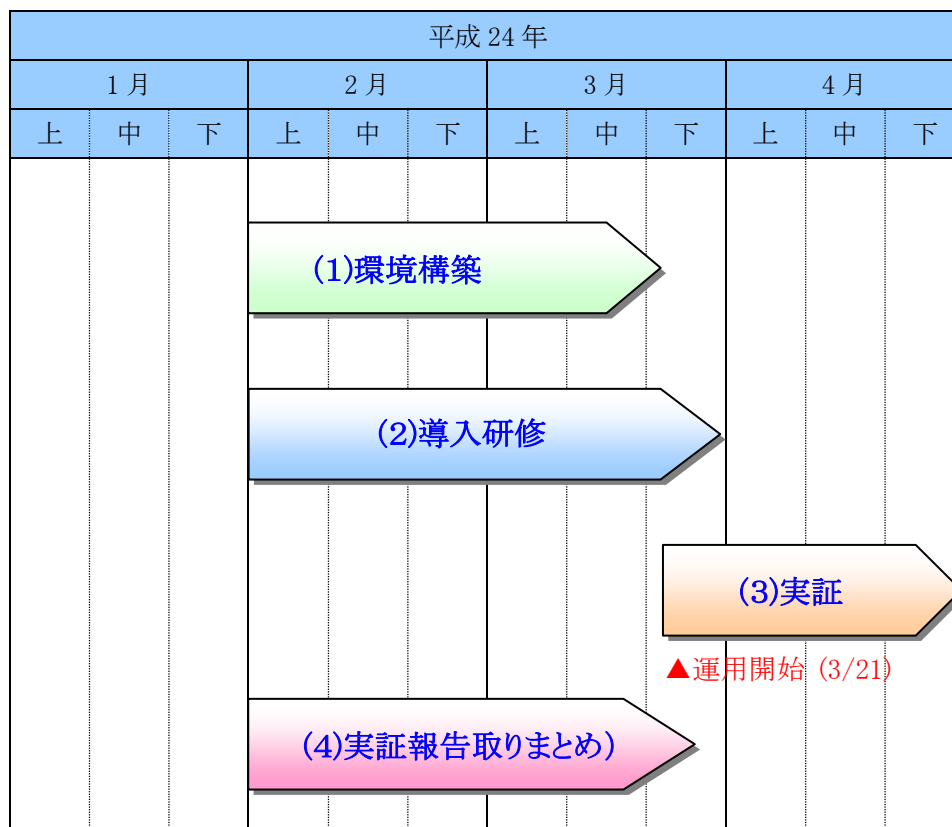 平成 24 年
1 月 2 月 3 月 4 月
上 中 下 上 中 下 上 中 下 上 中 下
(1)環境構築
(2)導入研修
(3)実証
▲運用開始 (3/21)
(4)実証報告取りまとめ)